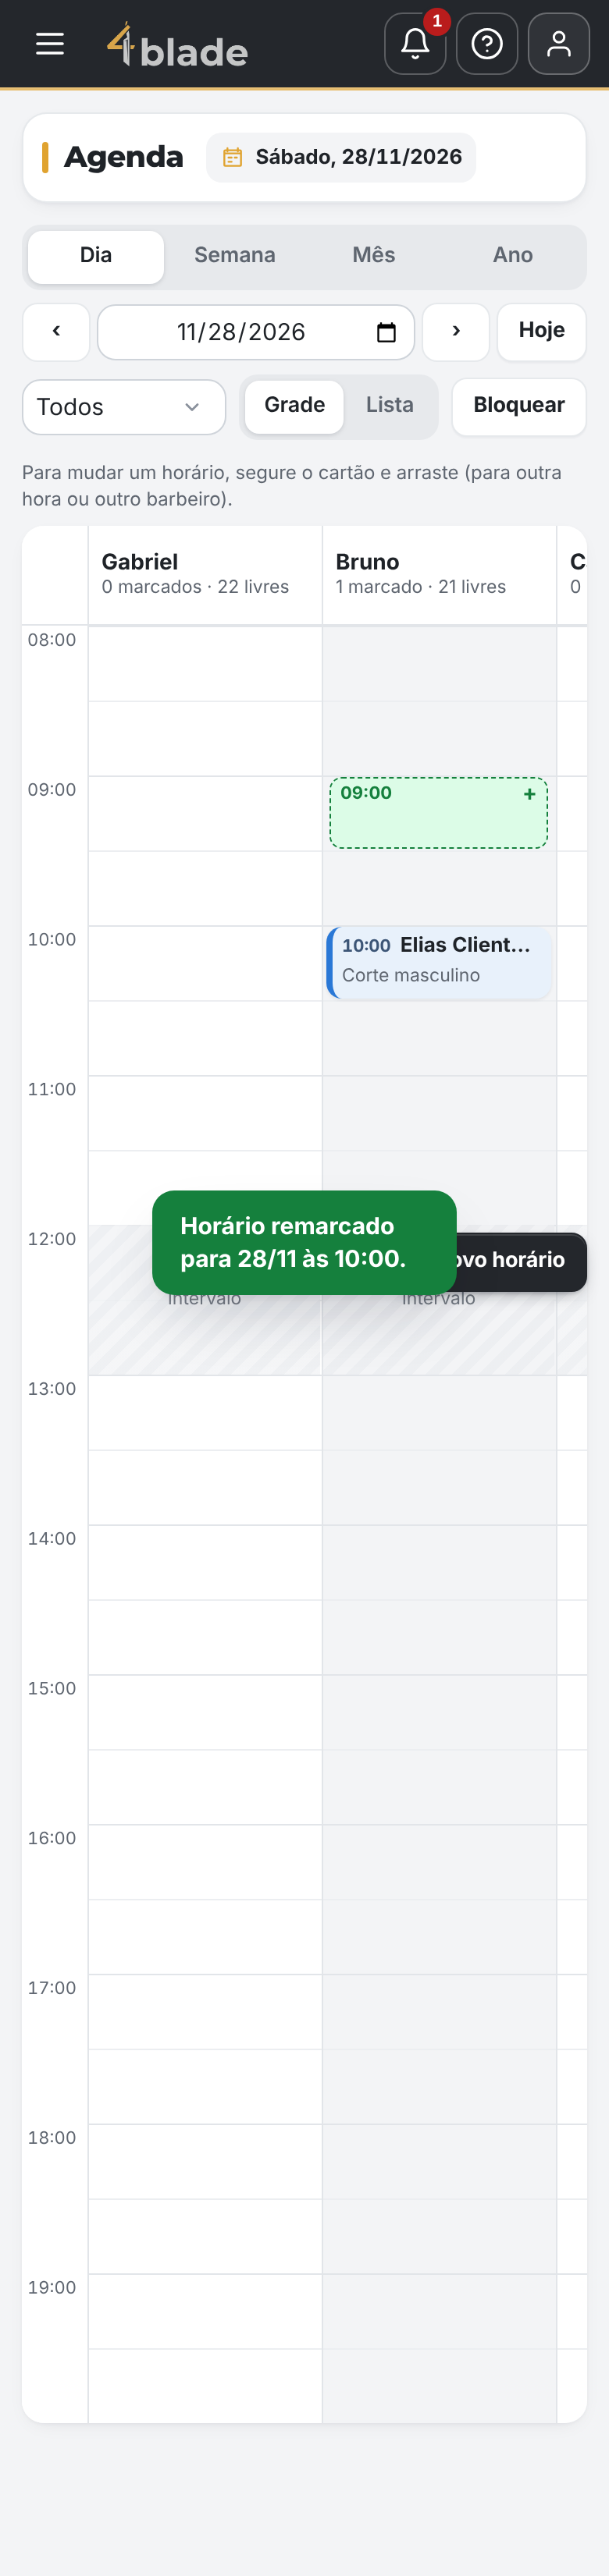 4blade
1
Agenda
Sábado, 28/11/2026
Dia
Semana
Mês
Ano
‹
11/28/2026
›
Hoje
Todos
Grade
Lista
Bloquear
Para mudar um horário, segure o cartão e arraste (para outra
hora ou outro barbeiro).
Gabriel
0 marcados · 22 livres
Bruno
1 marcado · 21 livres
C
0
08:00
09:00
09:00 +
10:00
10:00 Elias Client...
Corte masculino
11:00
12:00
Horário remarcado
para 28/11 às 10:00.
horário
Intervalo
Intervalo
13:00
14:00
15:00
16:00
17:00
18:00
19:00